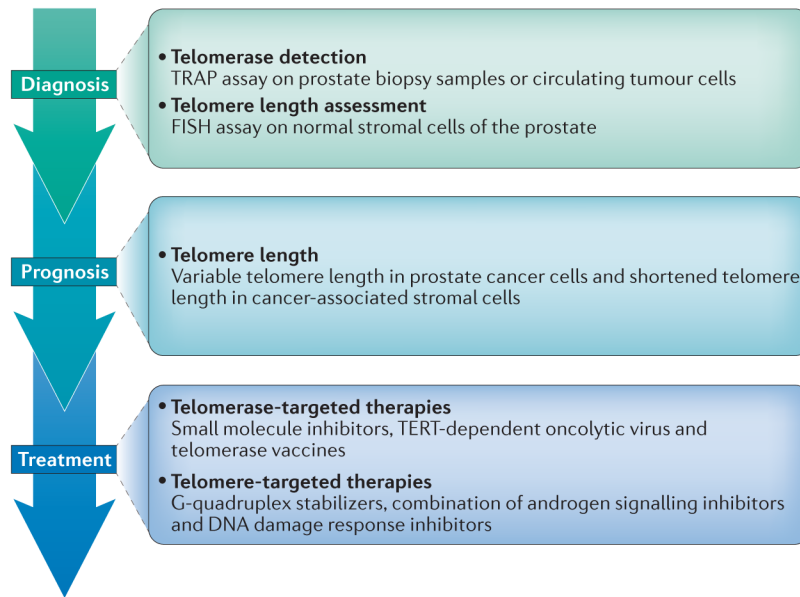 Diagnosis
• Telomerase detection
TRAP assay on prostate biopsy samples or circulating tumour cells
• Telomere length assessment
FISH assay on normal stromal cells of the prostate
Prognosis
• Telomere length
Variable telomere length in prostate cancer cells and shortened telomere
length in cancer-associated stromal cells
Treatment
• Telomerase-targeted therapies
Small molecule inhibitors, TERT-dependent oncolytic virus and
telomerase vaccines
• Telomere-targeted therapies
G-quadruplex stabilizers, combination of androgen signalling inhibitors
and DNA damage response inhibitors